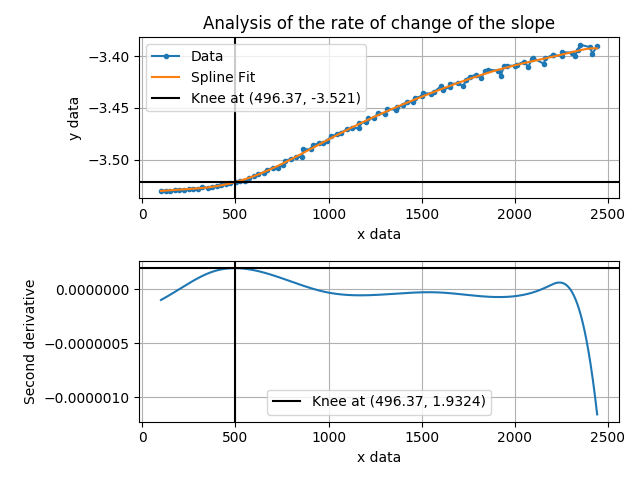 Analysis of the rate of change of the slope
−3.40
−3.45
−3.50
y data
Data
Spline Fit
Knee at (496.37, -3.521)
0 500 1000 1500 2000 2500
x data
0.0000000
−0.0000005
−0.0000010
Second derivative
Knee at (496.37, 1.9324)
0 500 1000 1500 2000 2500
x data